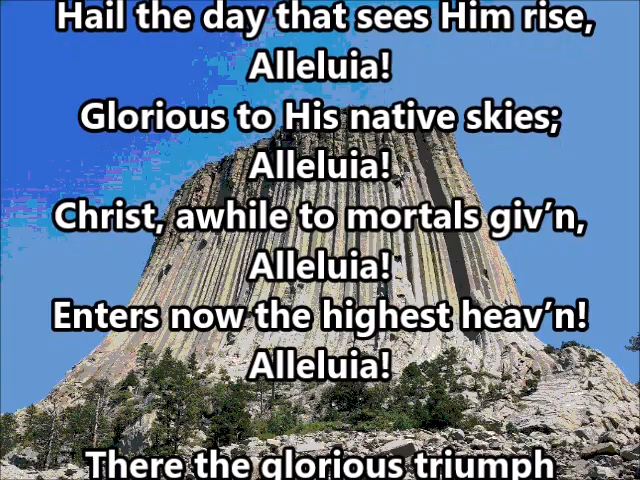 Hail the day that sees Him rise,
Alleluia!
Glorious to His native skies;
Alleluia!
Christ, awhile to mortals giv’n,
Alleluia!
Enters now the highest heav’n!
Alleluia!
There the glorious triumph